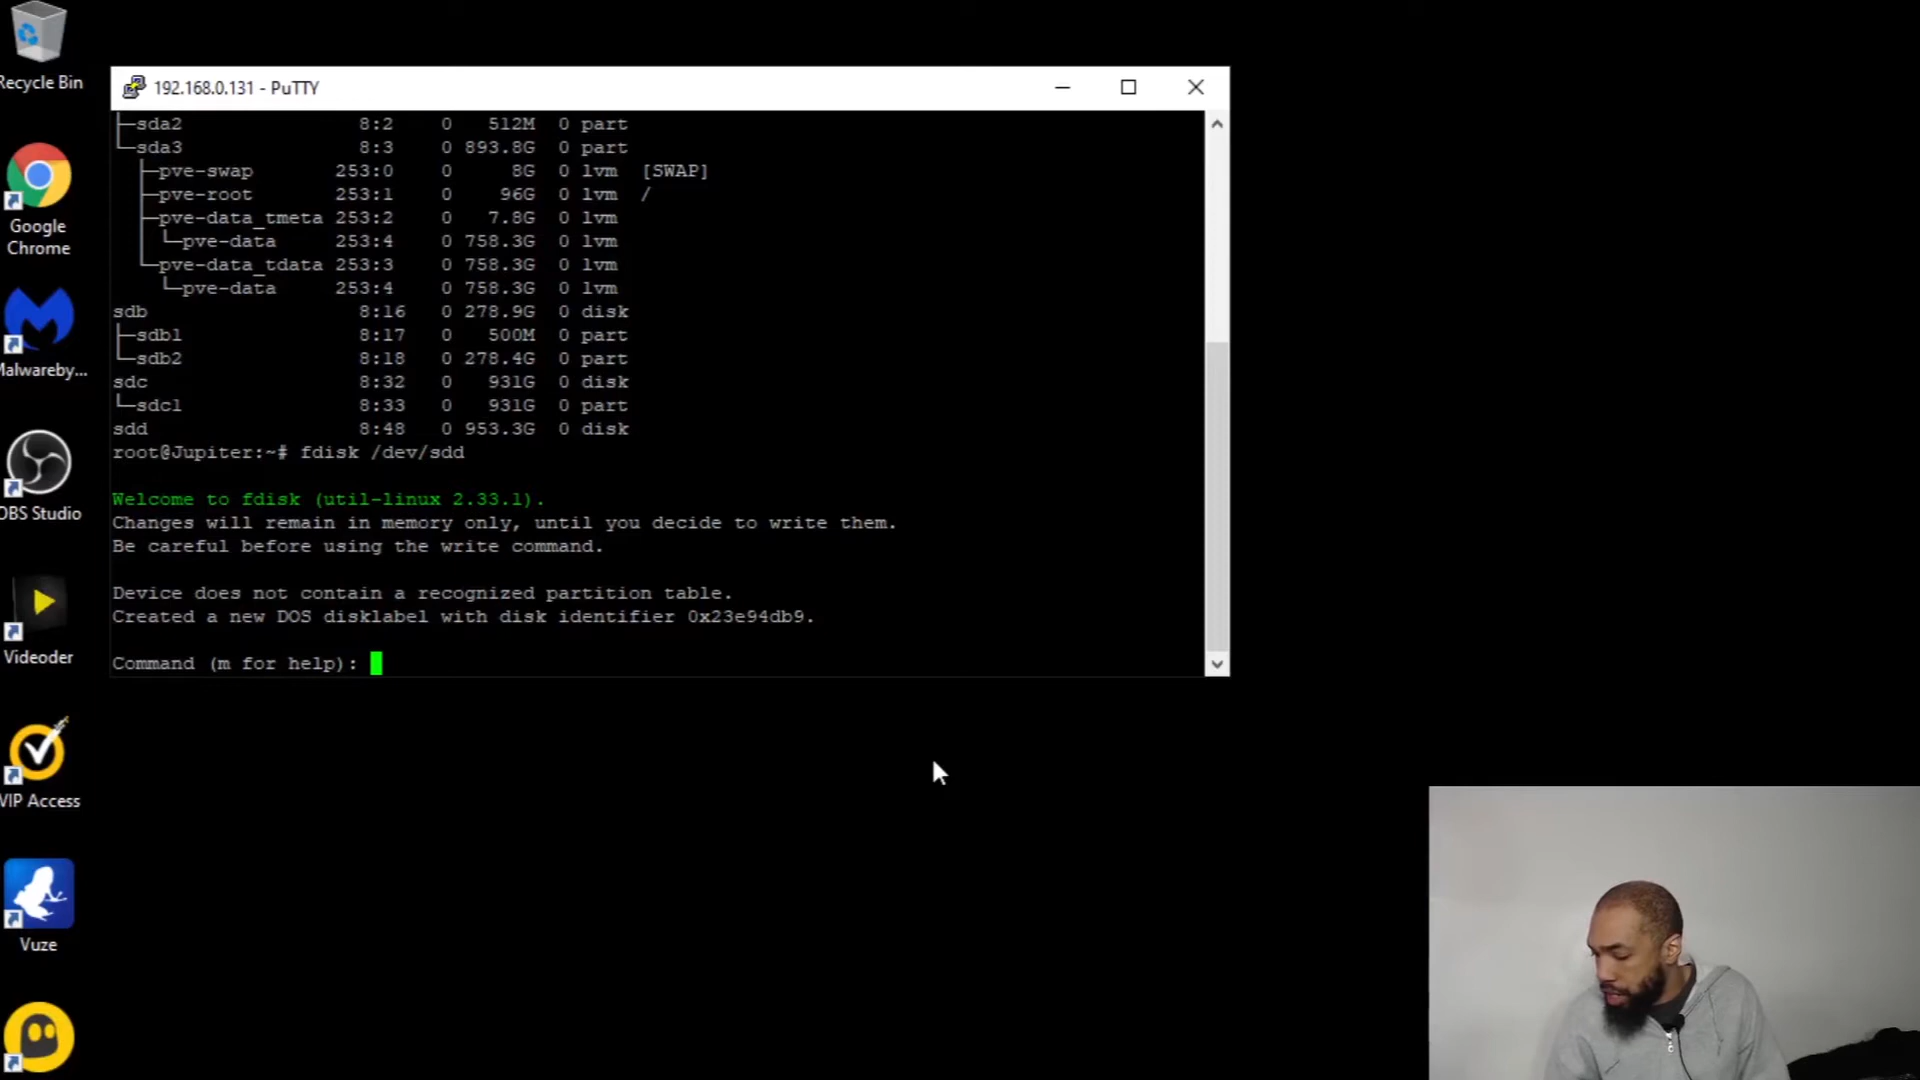 Recycle Bin
Google
Chrome
Malwareby...
OBS Studio
Videoder
VIP Access
Vuze
192.168.0.131 - PuTTY
├─sda2 8:2 0 512M 0 part
└─sda3 8:3 0 893.8G 0 part
├─pve-swap 253:0 0 8G 0 lvm [SWAP]
├─pve-root 253:1 0 96G 0 lvm /
├─pve-data_tmeta 253:2 0 7.8G 0 lvm
│ └─pve-data 253:4 0 758.3G 0 lvm
└─pve-data_tdata 253:3 0 758.3G 0 lvm
└─pve-data 253:4 0 758.3G 0 lvm
sdb 8:16 0 278.9G 0 disk
├─sdb1 8:17 0 500M 0 part
└─sdb2 8:18 0 278.4G 0 part
sdc 8:32 0 931G 0 disk
└─sdc1 8:33 0 931G 0 part
sdd 8:48 0 953.3G 0 disk
root@Jupiter:~# fdisk /dev/sdd
Welcome to fdisk (util-linux 2.33.1).
Changes will remain in memory only, until you decide to write them.
Be careful before using the write command.
Device does not contain a recognized partition table.
Created a new DOS disklabel with disk identifier 0x23e94db9.
Command (m for help):